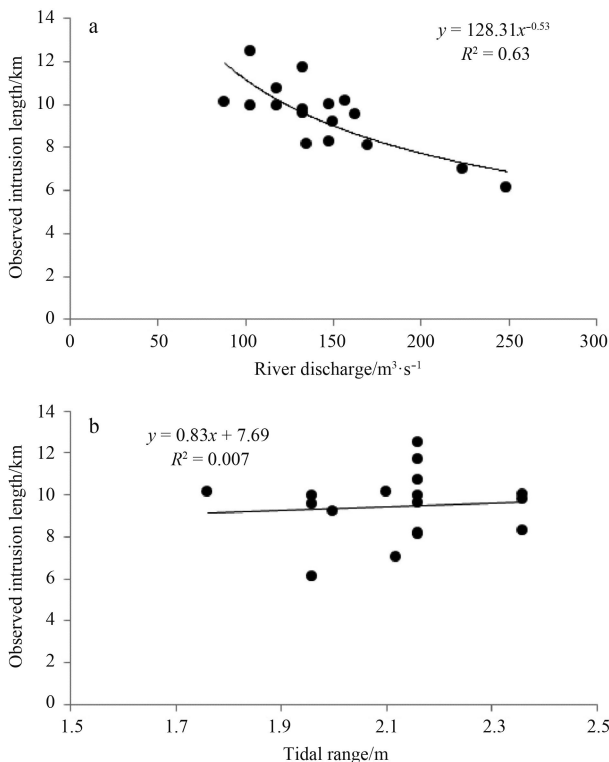 a
y = 128.31x⁻⁰·⁵³
R² = 0.63
14
12
10
8
6
4
2
0
Observed intrusion length/km
0 50 100 150 200 250 300
River discharge/m³·s⁻¹
b
y = 0.83x + 7.69
R² = 0.007
14
12
10
8
6
4
2
0
Observed intrusion length/km
1.5 1.7 1.9 2.1 2.3 2.5
Tidal range/m